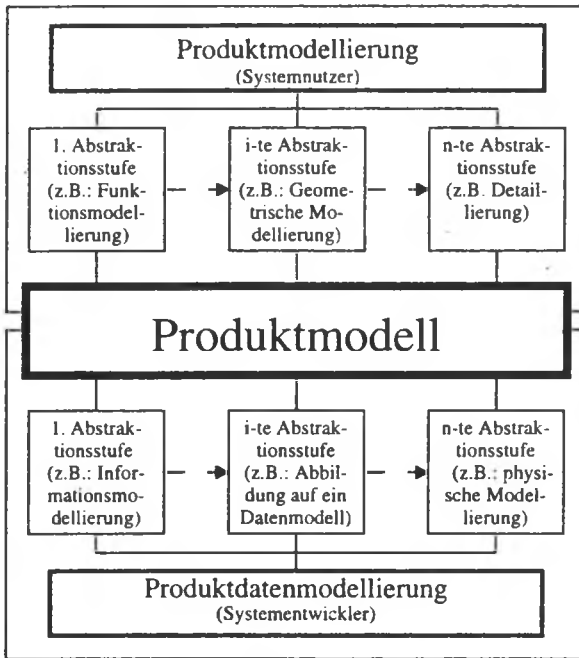 Produktmodellierung
(Systemnutzer)
1. Abstrak-
tionsstufe
(z.B.: Funk-
tionsmodel-
lierung)
i-te Abstrak-
tionsstufe
(z.B.: Geome-
trische Mo-
dellierung)
n-te Abstrak-
tionsstufe
(z.B. Detail-
lierung)
Produktmodell
1. Abstrak-
tionsstufe
(z.B.: Infor-
mationsmo-
dellierung)
i-te Abstrak-
tionsstufe
(z.B.: Abbil-
dung auf ein
Datenmodell)
n-te Abstrak-
tionsstufe
(z.B.: physi-
sche Model-
lierung)
Produktdatenmodellierung
(Systementwickler)